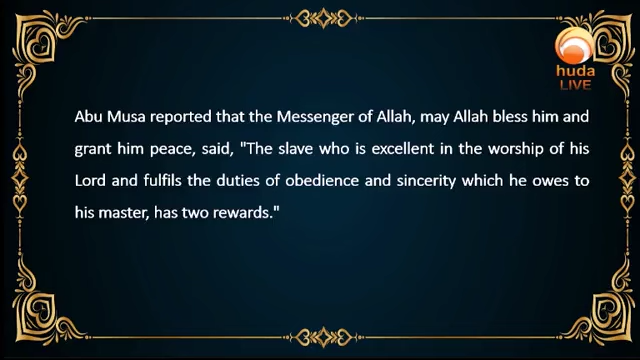 huda
LIVE
Abu Musa reported that the Messenger of Allah, may Allah bless him and
grant him peace, said, "The slave who is excellent in the worship of his
Lord and fulfils the duties of obedience and sincerity which he owes to
his master, has two rewards."